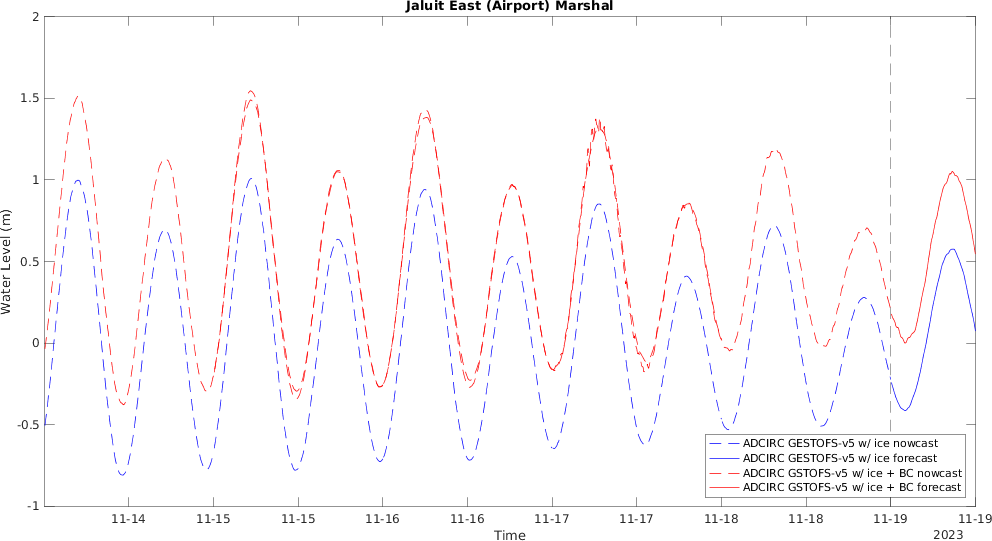 Jaluit East (Airport) Marshal
2
1.5
1
0.5
0
-0.5
-1
Water Level (m)
ADCIRC GESTOFS-v5 w/ ice nowcast
ADCIRC GESTOFS-v5 w/ ice forecast
ADCIRC GSTOFS-v5 w/ ice + BC nowcast
ADCIRC GSTOFS-v5 w/ ice + BC forecast
11-14 11-15 11-15 11-16 11-16 11-17 11-17 11-18 11-18 11-19 11-19
Time
2023